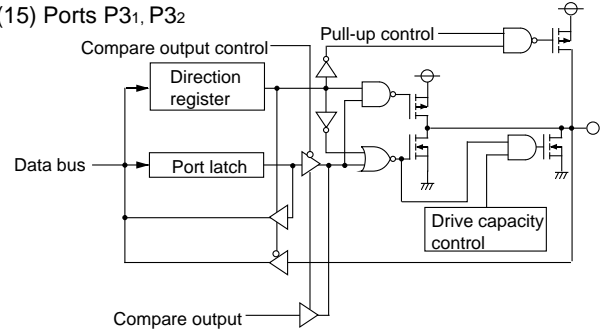 (15) Ports P31, P32
Pull-up control
Compare output control
Direction
register
Data bus
Port latch
Drive capacity
control
Compare output